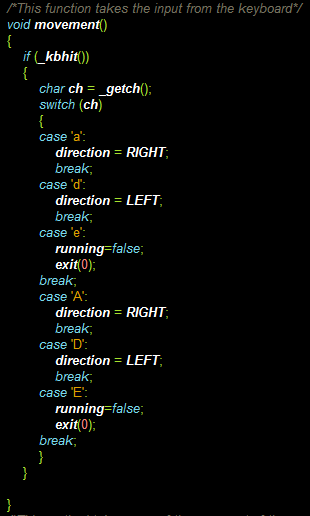 /*This function takes the input from the keyboard*/
void movement()
{
if (_kbhit())
{
char ch = _getch();
switch (ch)
{
case 'a':
direction = RIGHT;
break;
case 'd':
direction = LEFT;
break;
case 'e':
running=false;
exit(0);
break;
case 'A':
direction = RIGHT;
break;
case 'D':
direction = LEFT;
break;
case 'E':
running=false;
exit(0);
break;
}
}
}